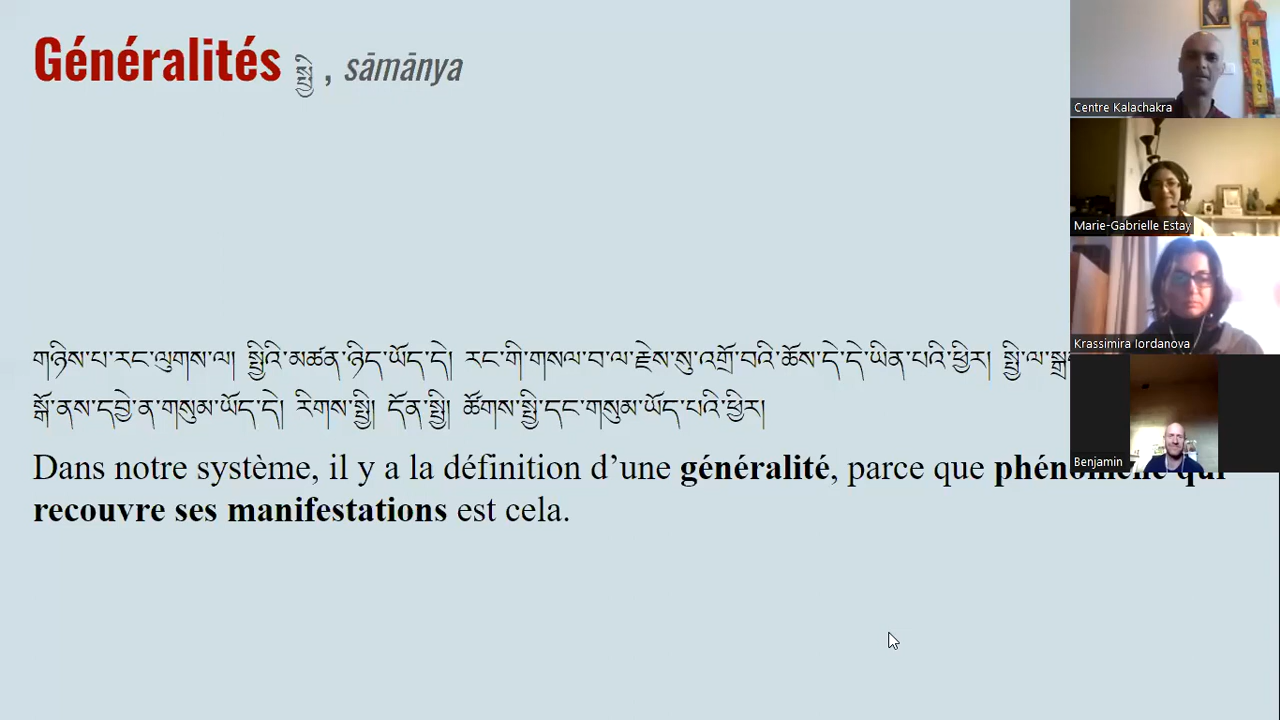 Généralités སྤྱི , sāmānya
གཉིས་པ་རང་ལུགས་ལ། སྤྱིའི་མཚན་ཉིད་ཡོད་དེ། རང་གི་གསལ་བ་ལ་རྗེས་སུ་འགྲོ་བའི་ཆོས་དེ་དེ་ཡིན་པའི་ཕྱིར། སྤྱི་ལ་སྒྲ
སྒོ་ནས་དབྱེ་ན་གསུམ་ཡོད་དེ། རིགས་སྤྱི། དོན་སྤྱི། ཚོགས་སྤྱི་དང་གསུམ་ཡོད་པའི་ཕྱིར།
Dans notre système, il y a la définition d’une généralité, parce que phénomène qui
recouvre ses manifestations est cela.
Centre Kalachakra
Marie-Gabrielle Estay
Krassimira Iordanova
Benjamin